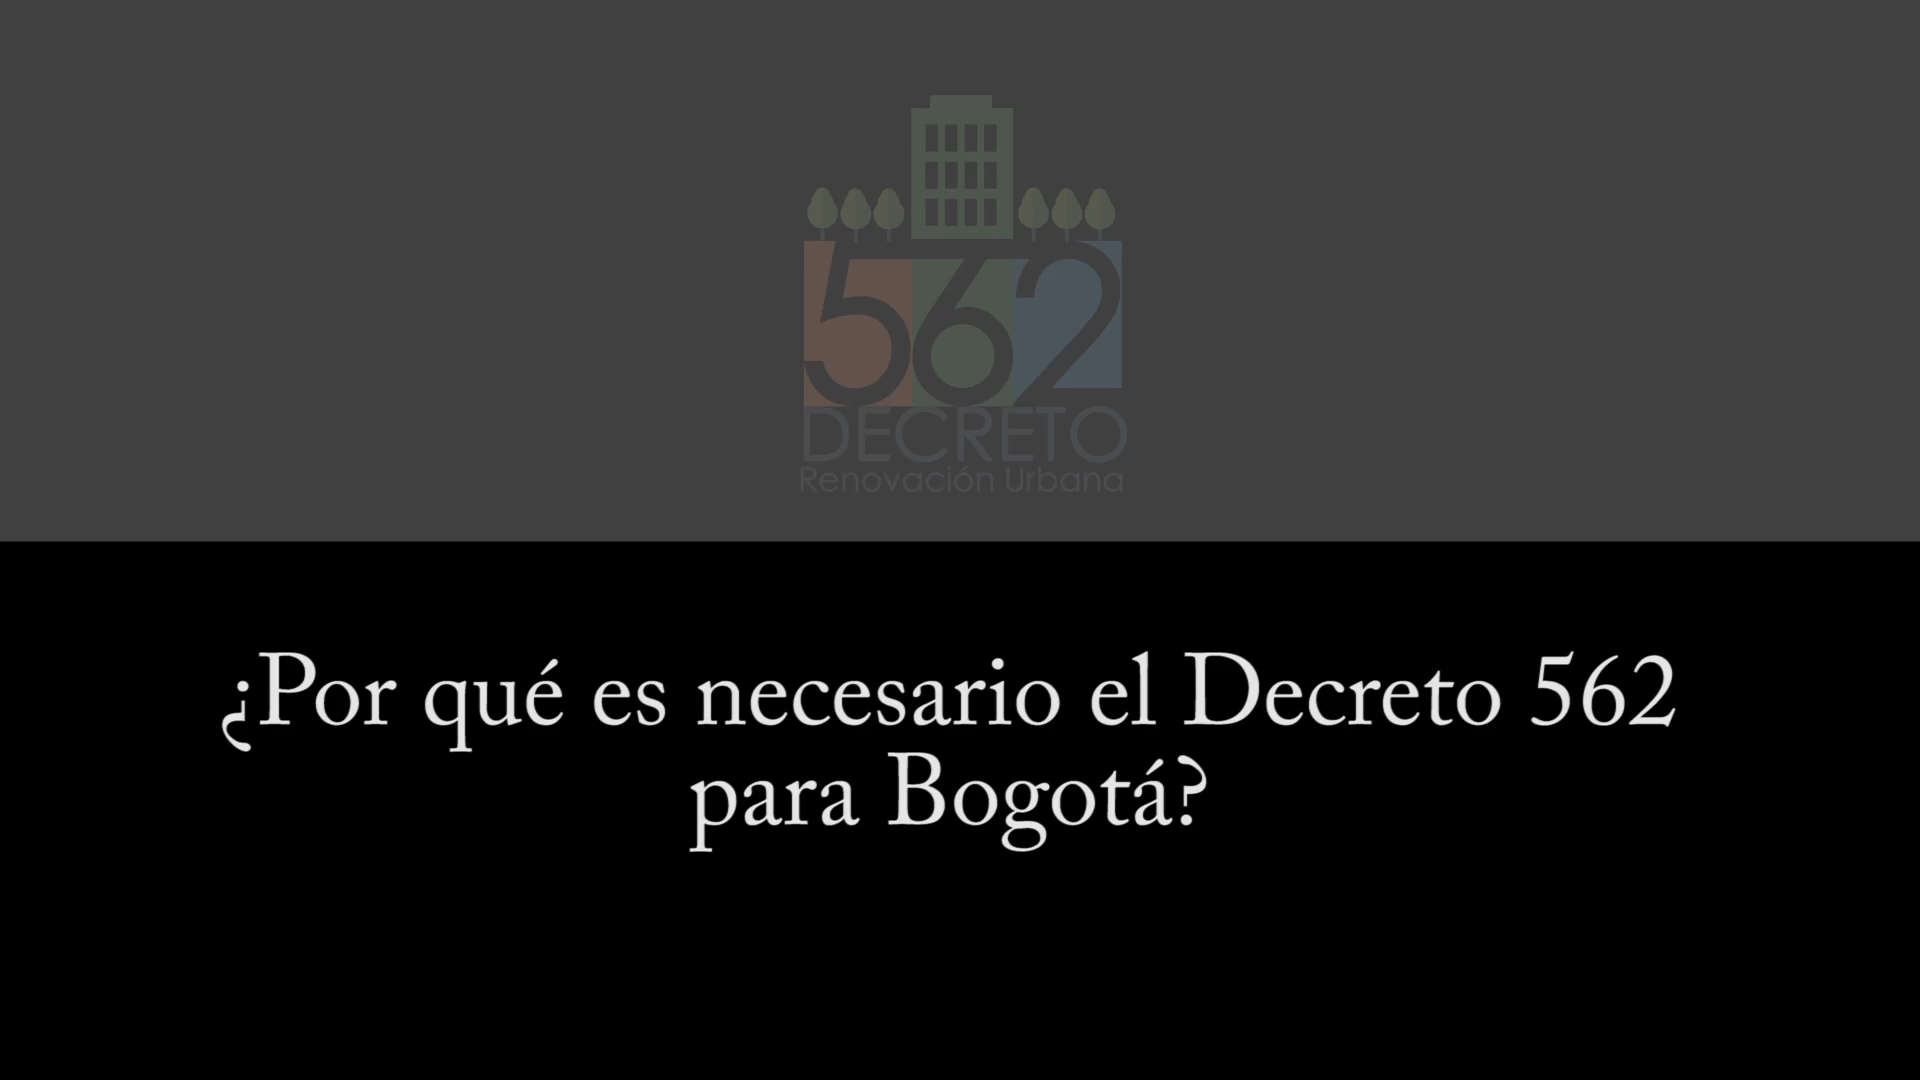 562
DECRETO
Renovación Urbana
¿Por qué es necesario el Decreto 562
para Bogotá?